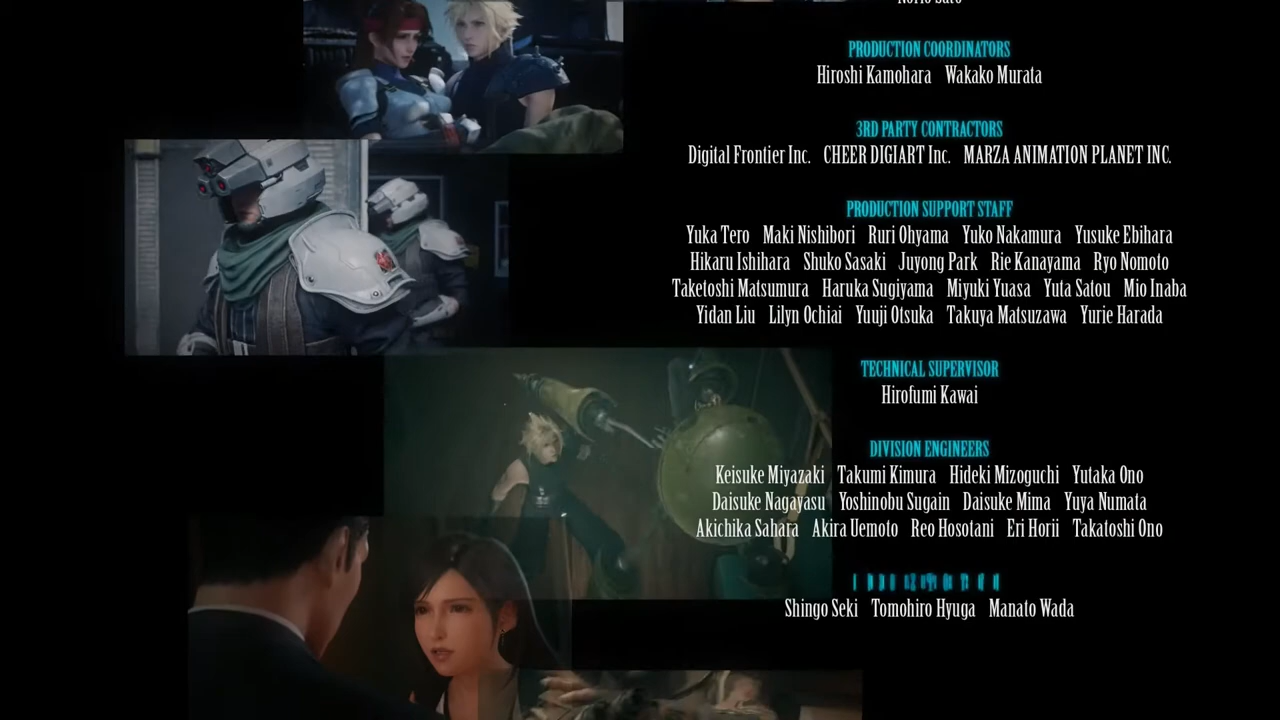 PRODUCTION COORDINATORS
Hiroshi Kamohara Wakako Murata
3RD PARTY CONTRACTORS
Digital Frontier Inc. CHEER DIGIART Inc. MARZA ANIMATION PLANET INC.
PRODUCTION SUPPORT STAFF
Yuka Tero Maki Nishibori Ruri Ohyama Yuko Nakamura Yusuke Ebihara
Hikaru Ishihara Shuko Sasaki Juyong Park Rie Kanayama Ryo Nomoto
Taketoshi Matsumura Haruka Sugiyama Miyuki Yuasa Yuta Satou Mio Inaba
Yidan Liu Lilyn Ochiai Yuuji Otsuka Takuya Matsuzawa Yurie Harada
TECHNICAL SUPERVISOR
Hirofumi Kawai
DIVISION ENGINEERS
Keisuke Miyazaki Takumi Kimura Hideki Mizoguchi Yutaka Ono
Daisuke Nagayasu Yoshinobu Sugain Daisuke Mima Yuya Numata
Akichika Sahara Akira Uemoto Reo Hosotani Eri Horii Takatoshi Ono
Shingo Seki Tomohiro Hyuga Manato Wada